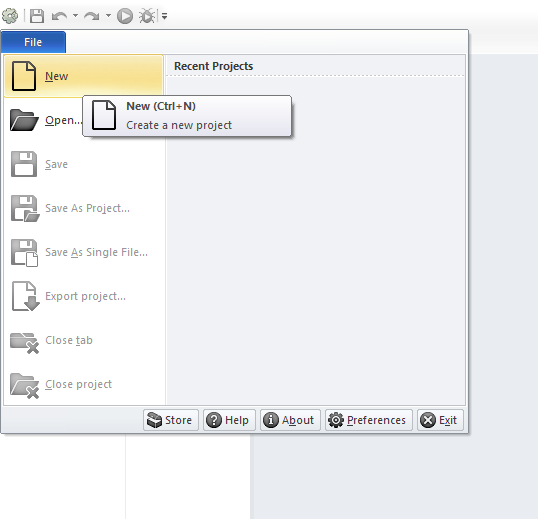 File
New
Recent Projects
New (Ctrl+N)
Create a new project
Open...
Save
Save As Project...
Save As Single File...
Export project...
Close tab
Close project
Store
Help
About
Preferences
Exit